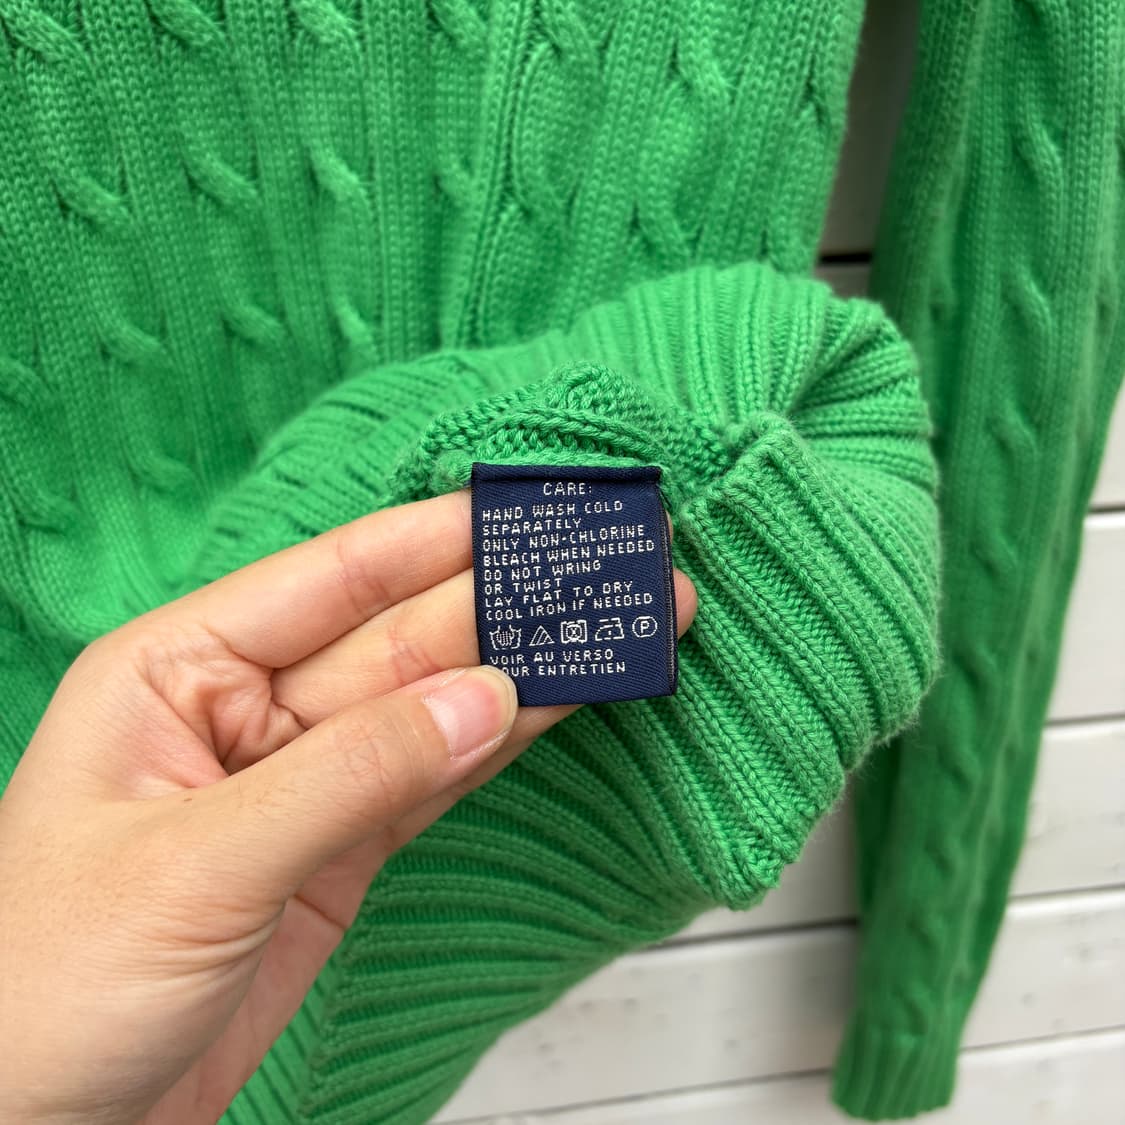 CARE:
HAND WASH COLD
SEPARATELY
ONLY NON-CHLORINE
BLEACH WHEN NEEDED
DO NOT WRING
OR TWIST
LAY FLAT TO DRY
COOL IRON IF NEEDED
P
VOIR AU VERSO
POUR ENTRETIEN